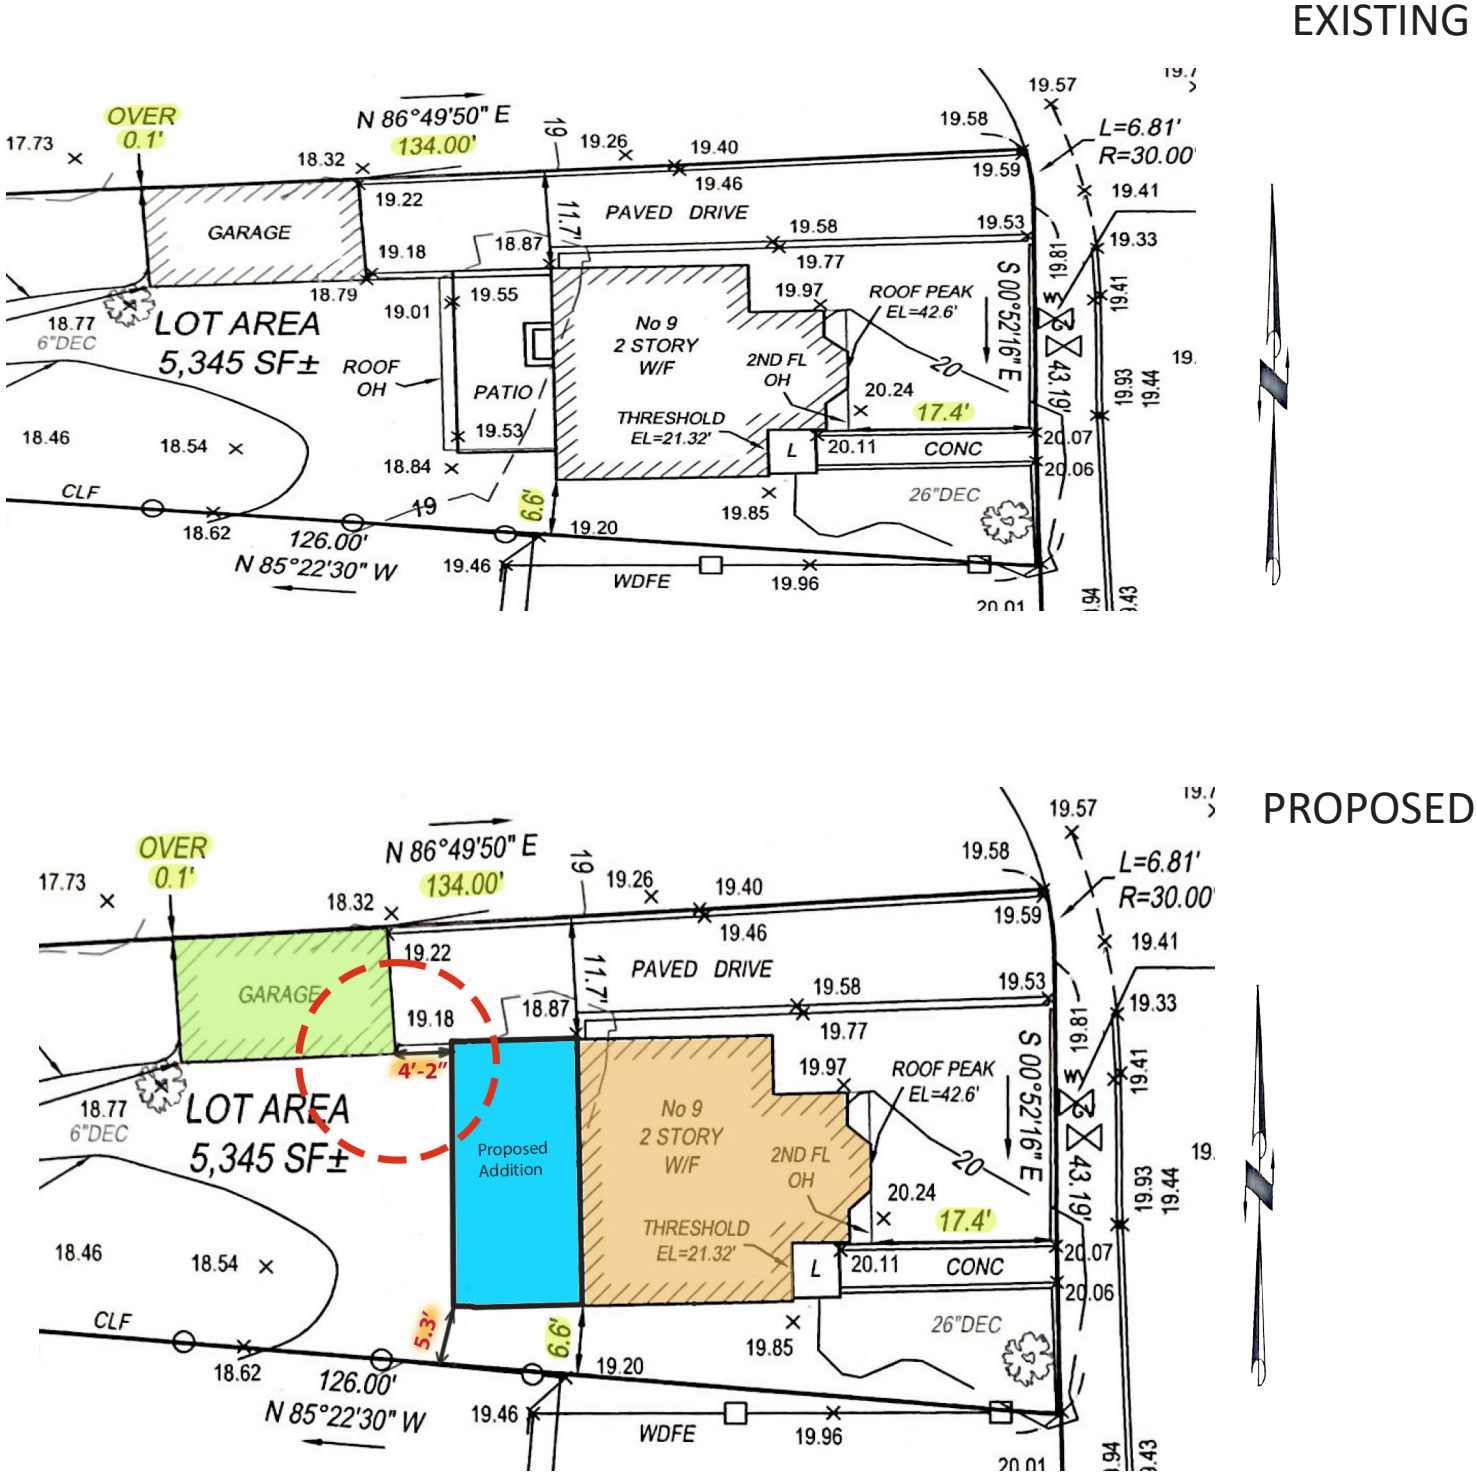 EXISTING
19.57
OVER
0.1'
N 86°49'50" E
134.00'
19
19.26
19.40
19.58
L=6.81'
R=30.00'
17.73
18.32
19.22
19.46
19.59
19.41
GARAGE
PAVED DRIVE
11.7'
19.18
18.87
19.58
19.53
19.33
19.77
19.81
18.79
19.01
19.55
19.97
ROOF PEAK
EL=42.6'
S 00°52'16" E
W
19.41
18.77
6"DEC
LOT AREA
5,345 SF±
ROOF
OH
PATIO
No 9
2 STORY
W/F
2ND FL
OH
20
43.19'
19.
19.93
19.44
20.24
17.4'
THRESHOLD
EL=21.32'
18.46
18.54
19.53
18.84
L
20.11
CONC
20.07
20.06
CLF
19
6.9'
19.85
26"DEC
18.62
126.00'
N 85°22'30" W
19.20
19.46
WDFE
19.96
20.01
.94
.43
PROPOSED
19.57
OVER
0.1'
N 86°49'50" E
134.00'
19
19.26
19.40
19.58
L=6.81'
R=30.00'
17.73
18.32
19.22
19.46
19.59
19.41
GARAGE
PAVED DRIVE
11.7'
19.18
18.87
19.58
19.53
19.33
19.77
19.81
4'-2"
19.97
ROOF PEAK
EL=42.6'
S 00°52'16" E
W
19.41
18.77
6"DEC
LOT AREA
5,345 SF±
Proposed
Addition
No 9
2 STORY
W/F
2ND FL
OH
20
43.19'
19.
19.93
19.44
20.24
17.4'
THRESHOLD
EL=21.32'
18.46
18.54
L
20.11
CONC
20.07
20.06
CLF
5.3'
6.9'
19.85
26"DEC
18.62
126.00'
N 85°22'30" W
19.20
19.46
WDFE
19.96
20.01
.94
.43